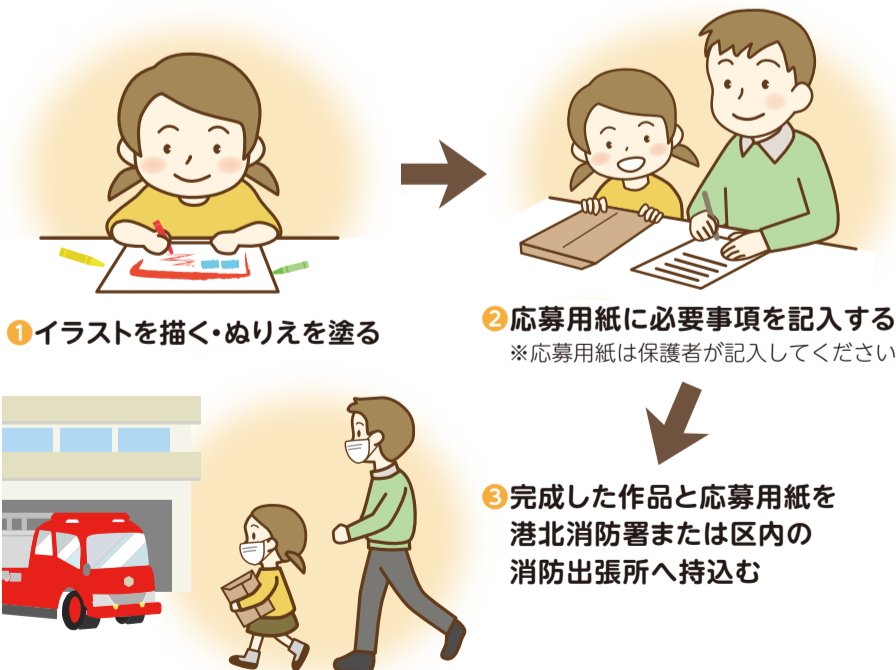 ❶イラストを描く・ぬりえを塗る
❷応募用紙に必要事項を記入する
※応募用紙は保護者が記入してください
❸完成した作品と応募用紙を
港北消防署または区内の
消防出張所へ持込む